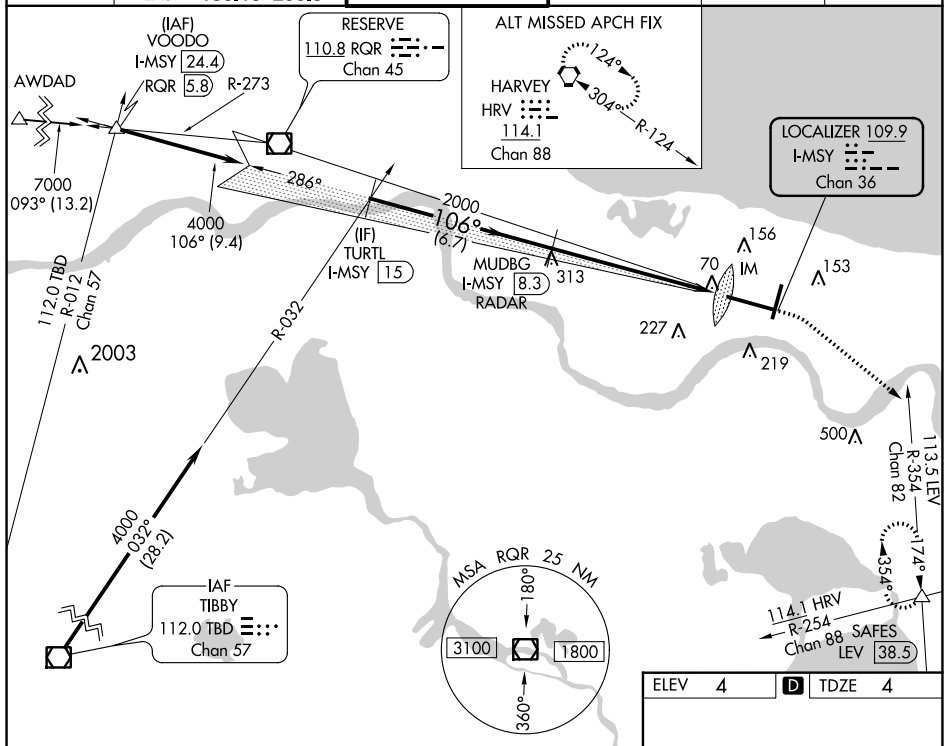 (IAF)
VOODO
I-MSY 24.4
RQR 5.8
AWDAD
R-273
7000
093° (13.2)
4000
106° (9.4)
RESERVE
110.8 RQR
Chan 45
ALT MISSED APCH FIX
HARVEY
HRV
114.1
Chan 88
124°
304°
R-124
LOCALIZER 109.9
I-MSY
Chan 36
286°
2000
106°
(6.7)
(IF)
TURTL
I-MSY 15
MUDBG
I-MSY 8.3
RADAR
313
70
IM
156
153
227
219
500
112.0 TBD
R-012
Chan 57
2003
R-032
4000
032°
(28.2)
IAF
TIBBY
112.0 TBD
Chan 57
MSA RQR 25 NM
180°
3100
1800
360°
113.5 LEV
R-354
Chan 82
354°
174°
114.1 HRV
R-254
Chan 88
SAFES
LEV 38.5
ELEV 4
D
TDZE 4